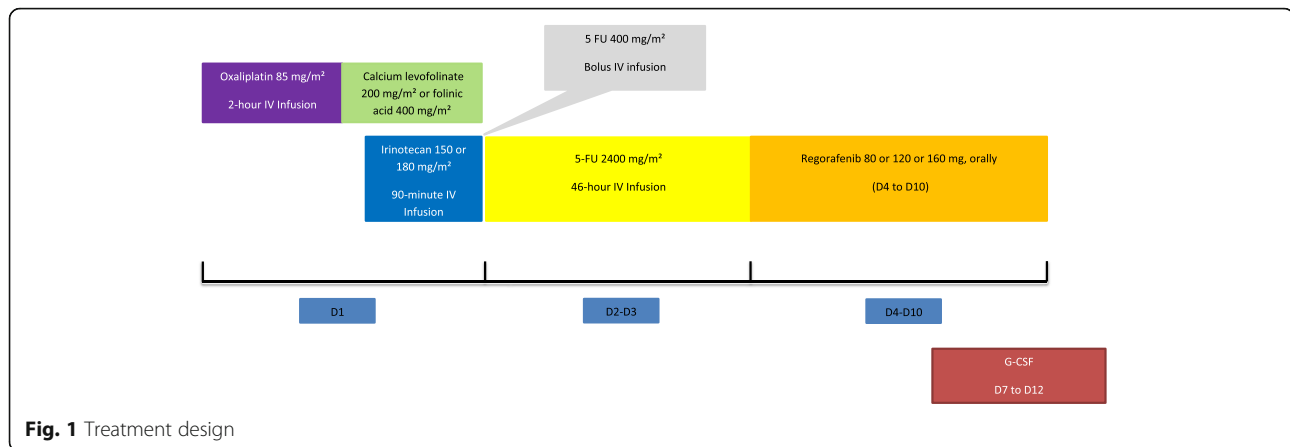 5 FU 400 mg/m²
Bolus IV infusion
Oxaliplatin 85 mg/m²
2-hour IV Infusion
Calcium levofolinate
200 mg/m² or folinic
acid 400 mg/m²
Irinotecan 150 or
180 mg/m²
90-minute IV
Infusion
5-FU 2400 mg/m²
46-hour IV Infusion
Regorafenib 80 or 120 or 160 mg, orally
(D4 to D10)
D1
D2-D3
D4-D10
G-CSF
D7 to D12
Fig. 1 Treatment design